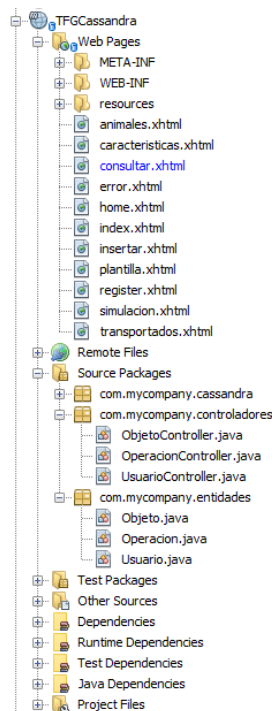 TFGCassandra
Web Pages
META-INF
WEB-INF
resources
animales.xhtml
caracteristicas.xhtml
consultar.xhtml
error.xhtml
home.xhtml
index.xhtml
insertar.xhtml
plantilla.xhtml
register.xhtml
simulacion.xhtml
transportados.xhtml
Remote Files
Source Packages
com.mycompany.cassandra
com.mycompany.controladores
ObjetoController.java
OperacionController.java
UsuarioController.java
com.mycompany.entidades
Objeto.java
Operacion.java
Usuario.java
Test Packages
Other Sources
Dependencies
Runtime Dependencies
Test Dependencies
Java Dependencies
Project Files